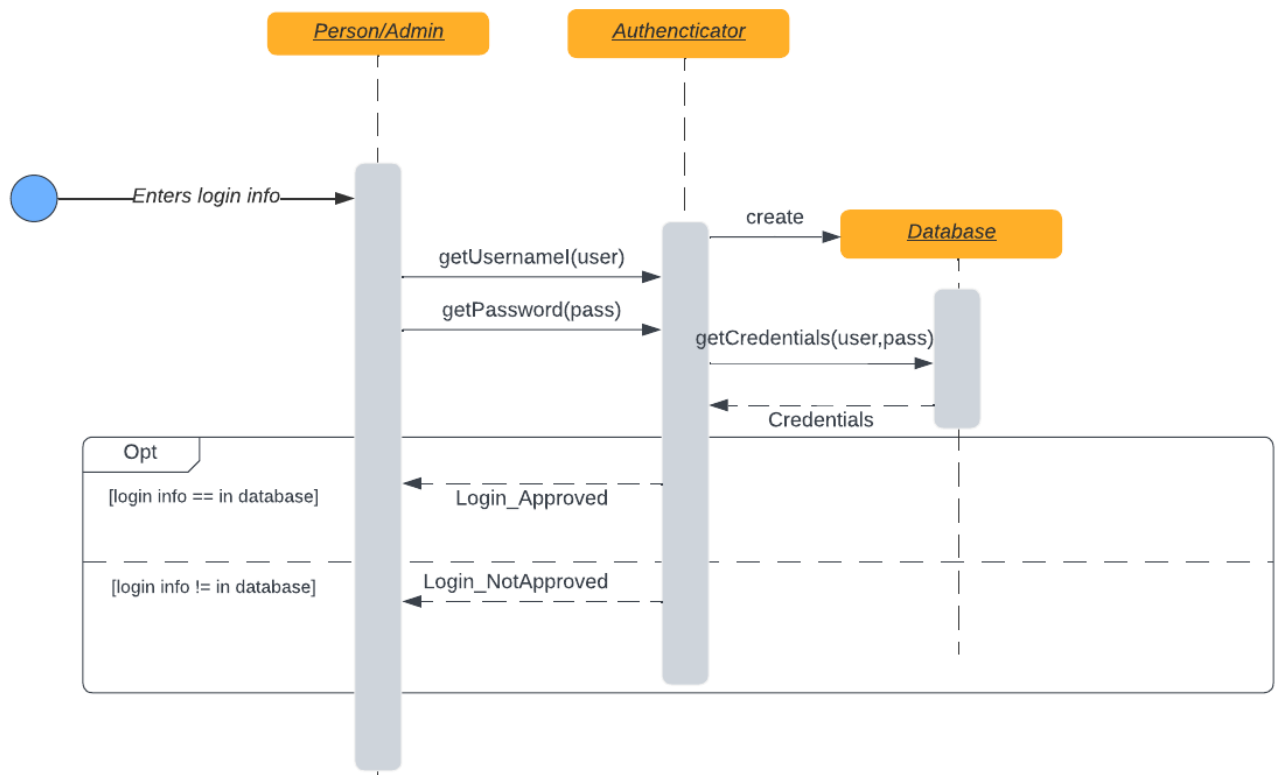 Person/Admin
Authencticator
Enters login info
create
Database
getUsernameI(user)
getPassword(pass)
getCredentials(user,pass)
Credentials
Opt
[login info == in database]
Login_Approved
[login info != in database]
Login_NotApproved